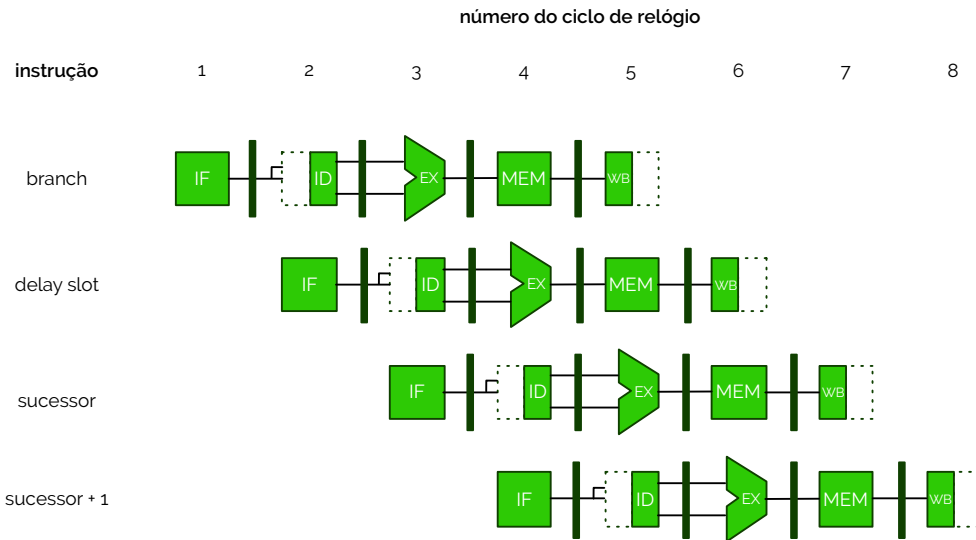 número do ciclo de relógio
instrução 1 2 3 4 5 6 7 8
branch IF ID EX MEM WB
delay slot IF ID EX MEM WB
sucessor IF ID EX MEM WB
sucessor + 1 IF ID EX MEM WB